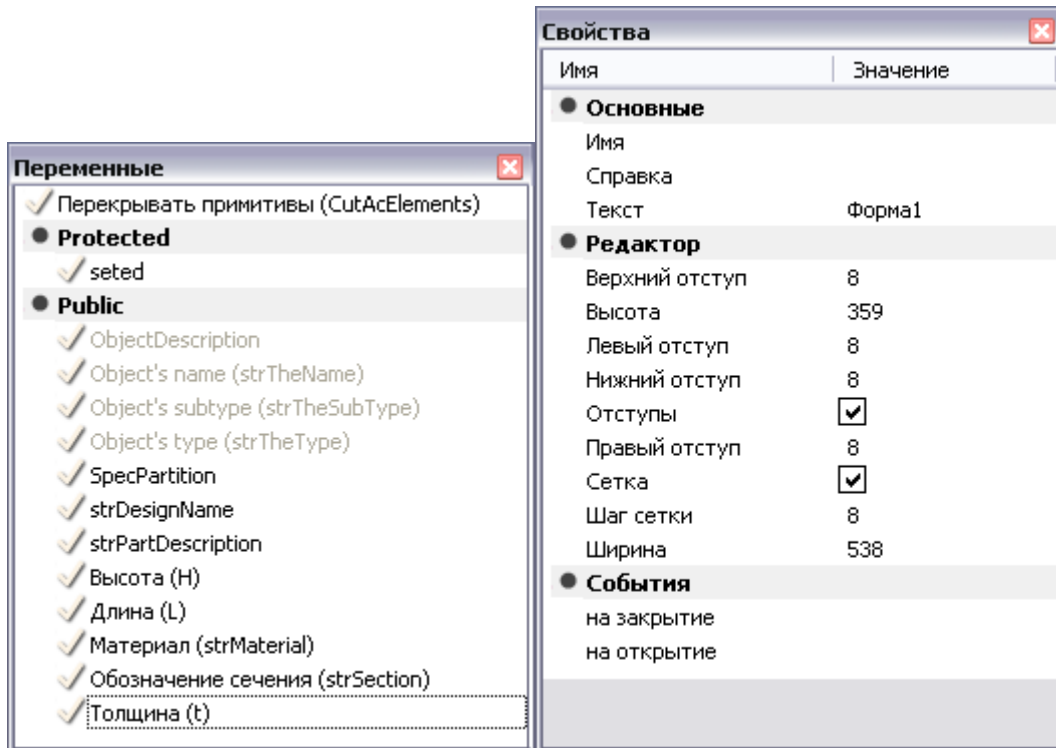 Переменные
Перекрывать примитивы (CutAcElements)
Protected
seted
Public
ObjectDescription
Object's name (strTheName)
Object's subtype (strTheSubType)
Object's type (strTheType)
SpecPartition
strDesignName
strPartDescription
Высота (H)
Длина (L)
Материал (strMaterial)
Обозначение сечения (strSection)
Толщина (t)
Свойства
Имя Значение
Основные
Имя
Справка
Текст Форма1
Редактор
Верхний отступ 8
Высота 359
Левый отступ 8
Нижний отступ 8
Отступы
Правый отступ 8
Сетка
Шаг сетки 8
Ширина 538
События
на закрытие
на открытие